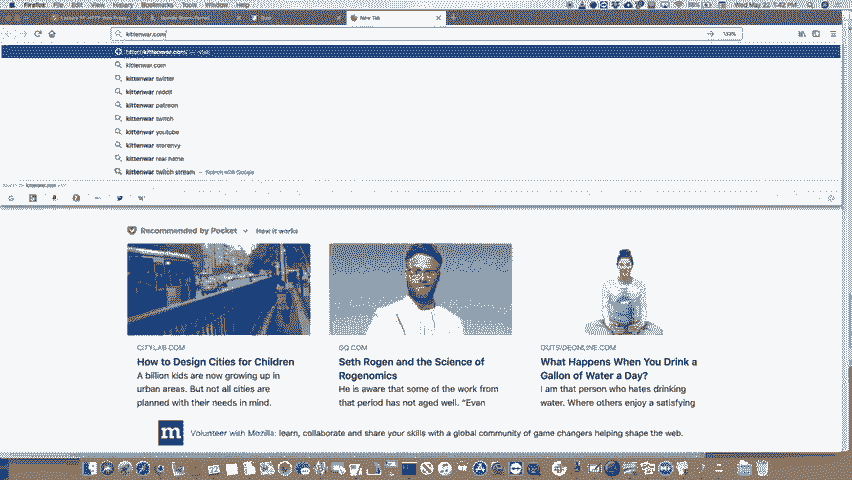 Firefox File Edit View History Bookmarks Tools Window Help
Wed May 22 1:42 PM
New Tab
kittenwar.com
kittenwar.com
kittenwar twitter
kittenwar reddit
kittenwar patreon
kittenwar twitch
kittenwar youtube
kittenwar storenvy
kittenwar real name
kittenwar twitch stream — Search with Google
Recommended by Pocket How it works
CITYLAB.COM
How to Design Cities for Children
A billion kids are now growing up in
urban areas. But not all cities are
planned with their needs in mind.
GQ.COM
Seth Rogen and the Science of
Rogenomics
He is aware that some of the work from
that period has not aged well. “Evan
OUTSIDEONLINE.COM
What Happens When You Drink a
Gallon of Water a Day?
I am that person who hates drinking
water. Where others enjoy a satisfying
m
Volunteer with Mozilla: learn, collaborate and share your skills with a global community of game changers helping shape the web.